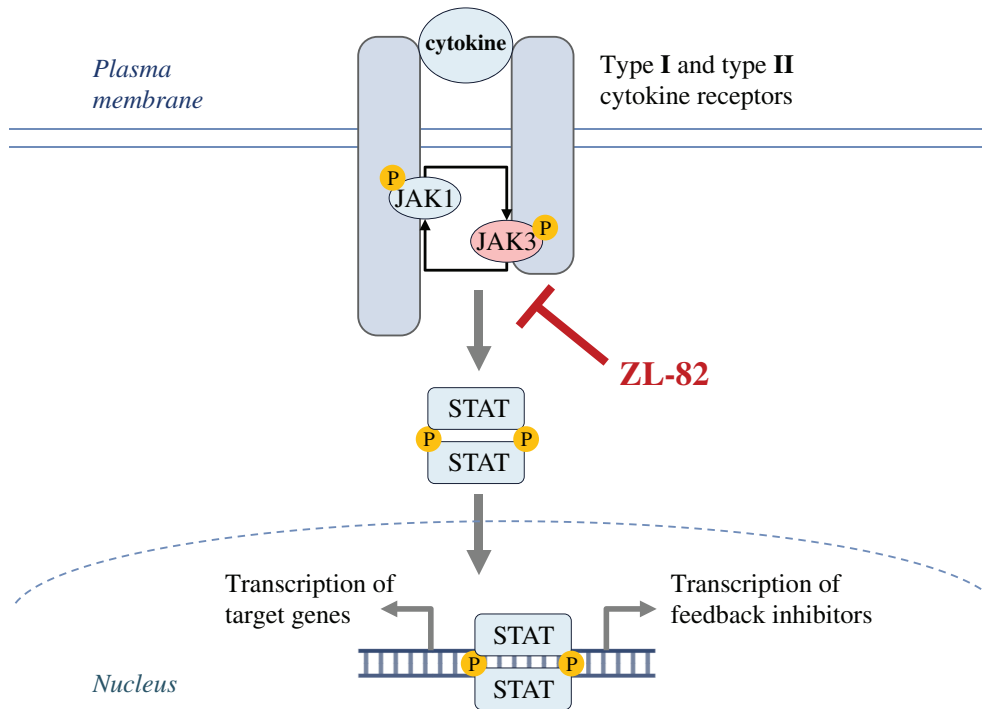 cytokine
Plasma
membrane
Type I and type II
cytokine receptors
P
JAK1
JAK3
P
ZL-82
STAT
P
P
STAT
Transcription of
target genes
Transcription of
feedback inhibitors
STAT
P
P
STAT
Nucleus